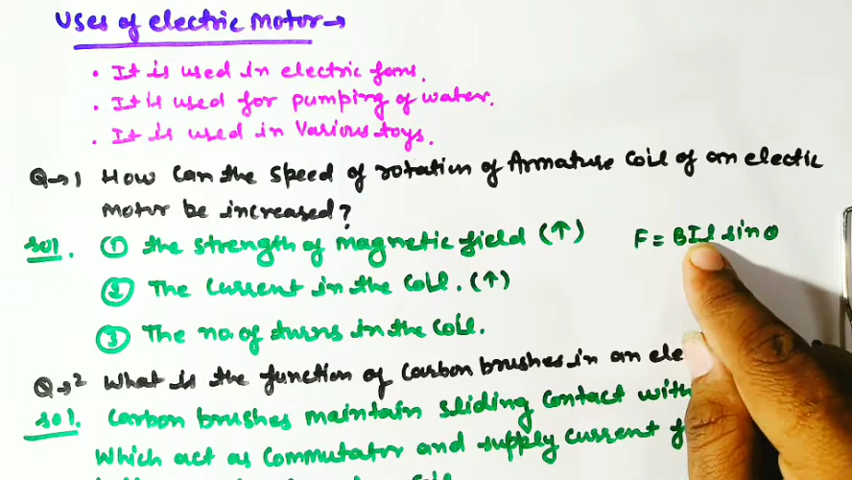 Uses of electric Motor→
• It is used in electric fans.
• It is used for pumping of water.
• It is used in various toys.
Q→1 How can the speed of rotation of Armature coil of an electic
Motor be increased?
Sol. ① the strength of magnetic field (↑) F = BIl sin θ
② The current in the coil. (↑)
③ The no. of turns in the coil.
Q→2 What is the function of carbon brushes in an ele
Sol. Carbon brushes maintain sliding contact with
Which act as commutator and supply current f